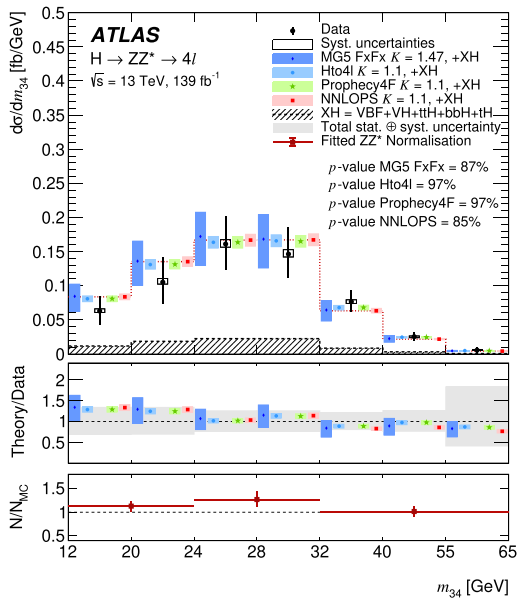 dσ/dm34 [fb/GeV]
0.5
0.45
0.4
0.35
0.3
0.25
0.2
0.15
0.1
0.05
0
ATLAS
H → ZZ* → 4l
√s = 13 TeV, 139 fb-1
Data
Syst. uncertainties
MG5 FxFx K = 1.47, +XH
Hto4l K = 1.1, +XH
Prophecy4F K = 1.1, +XH
NNLOPS K = 1.1, +XH
XH = VBF+VH+ttH+bbH+tH
Total stat. ⊕ syst. uncertainty
Fitted ZZ* Normalisation
p-value MG5 FxFx = 87%
p-value Hto4l = 97%
p-value Prophecy4F = 97%
p-value NNLOPS = 85%
Theory/Data
2
1.5
1
0.5
N/NMC
1.5
1
0.5
12 20 24 28 32 40 55 65
m34 [GeV]